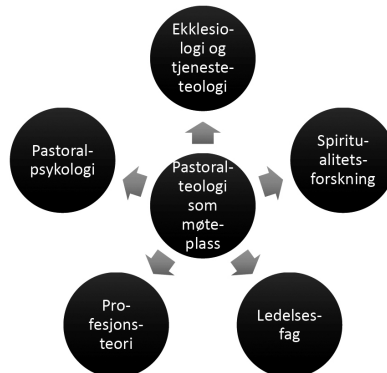 Ekklesio-
logi og
tjeneste-
teologi
Pastoral-
psykologi
Spiritu-
alitets-
forskning
Pastoral-
teologi
som
møte-
plass
Pro-
fesjons-
teori
Ledelses-
fag